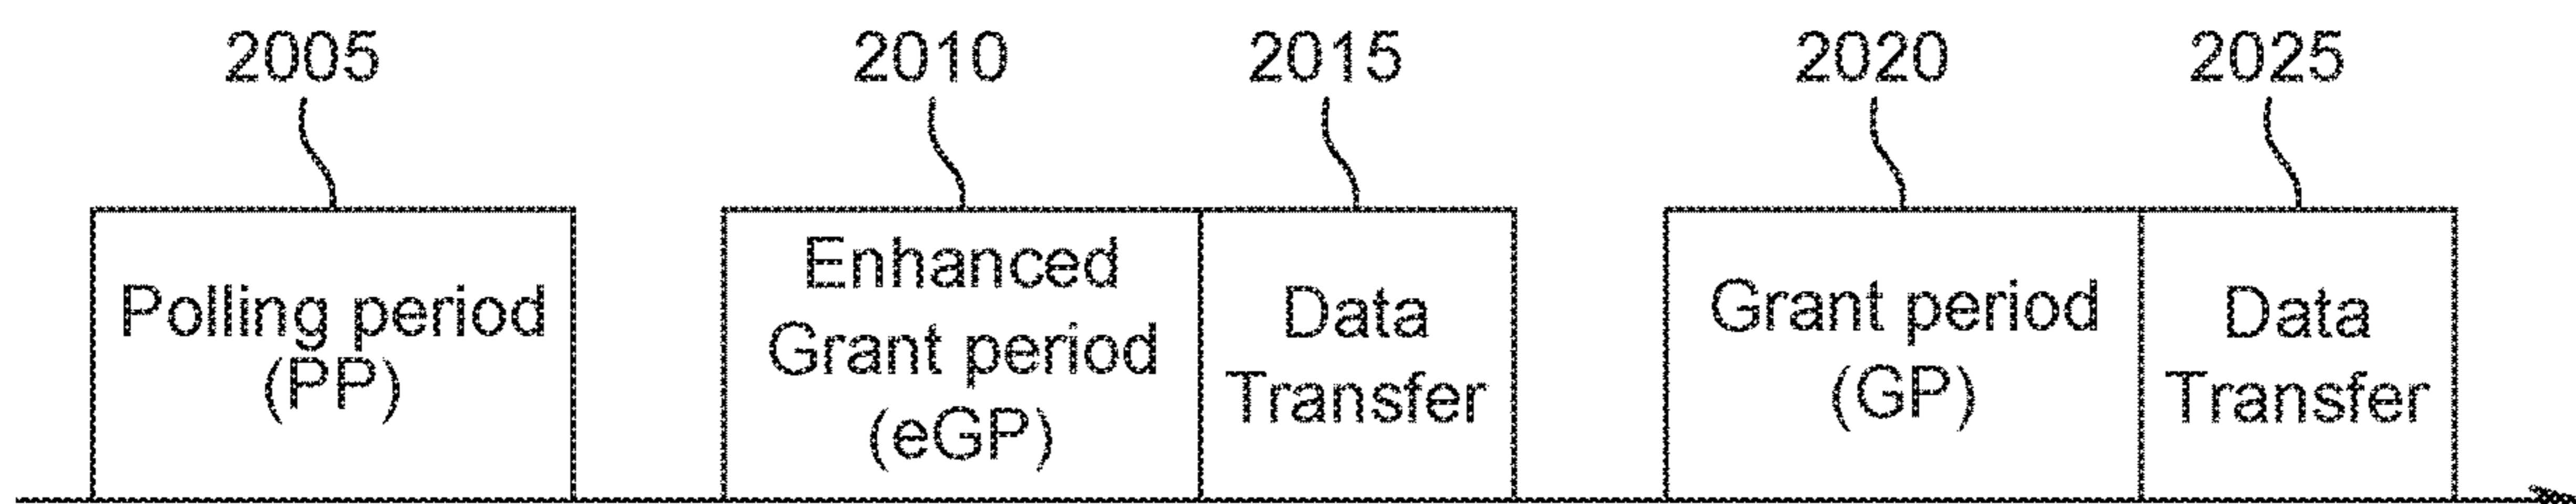 2005
2010
2015
2020
2025
Polling period
(PP)
Enhanced
Grant period
(eGP)
Data
Transfer
Grant period
(GP)
Data
Transfer